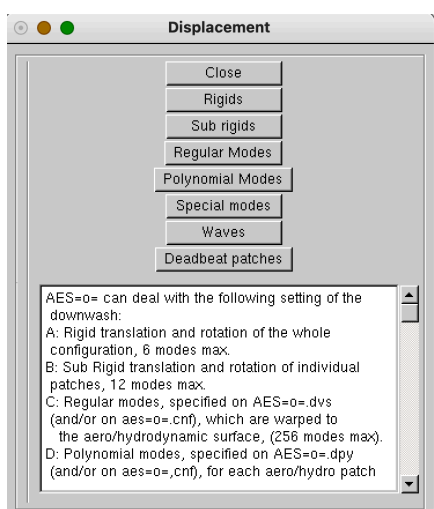 Displacement
Close
Rigids
Sub rigids
Regular Modes
Polynomial Modes
Special modes
Waves
Deadbeat patches
AES=o= can deal with the following setting of the
downwash:
A: Rigid translation and rotation of the whole
configuration, 6 modes max.
B: Sub Rigid translation and rotation of individual
patches, 12 modes max.
C: Regular modes, specified on AES=o=.dvs
(and/or on aes=o=.cnf), which are warped to
the aero/hydrodynamic surface, (256 modes max).
D: Polynomial modes, specified on AES=o=.dpy
(and/or on aes=o=,cnf), for each aero/hydro patch